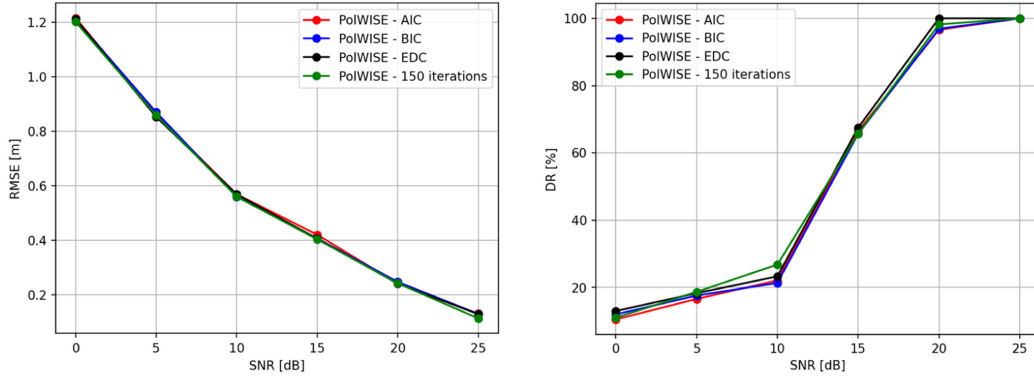 1.2
1.0
0.8
0.6
0.4
0.2
RMSE [m]
0
5
10
15
20
25
SNR [dB]
PolWISE - AIC
PolWISE - BIC
PolWISE - EDC
PolWISE - 150 iterations
100
80
60
40
20
DR [%]
0
5
10
15
20
25
SNR [dB]
PolWISE - AIC
PolWISE - BIC
PolWISE - EDC
PolWISE - 150 iterations